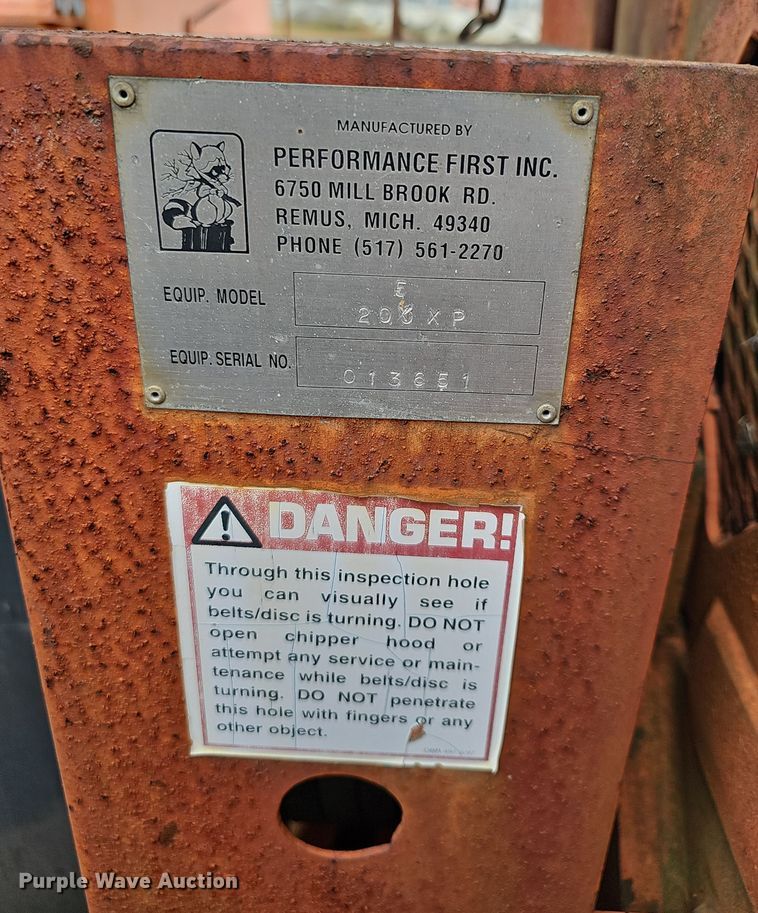 MANUFACTURED BY
PERFORMANCE FIRST INC.
6750 MILL BROOK RD.
REMUS, MICH. 49340
PHONE (517) 561-2270
EQUIP. MODEL
E
200XP
EQUIP. SERIAL NO.
013651
DANGER!
Through this inspection hole
you can visually see if
belts/disc is turning. DO NOT
open chipper hood or
attempt any service or main-
tenance while belts/disc is
turning. DO NOT penetrate
this hole with fingers or any
other object.
Purple Wave Auction